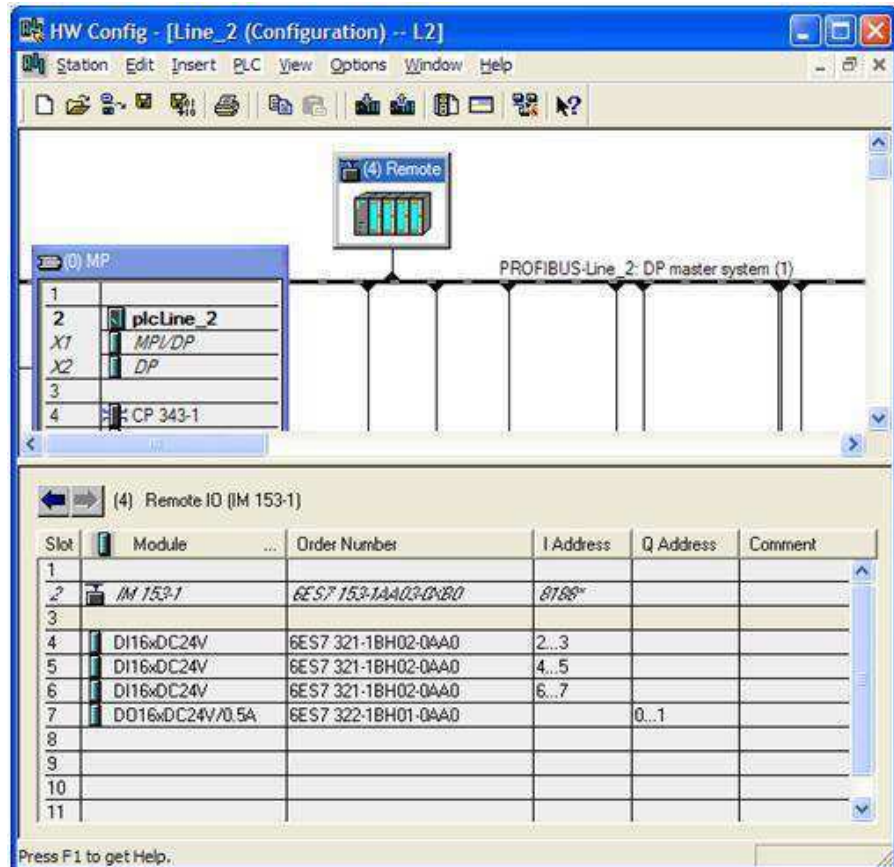 HW Config - [Line_2 (Configuration) -- L2]
Station Edit Insert PLC View Options Window Help
(4) Remote
(0) MP
PROFIBUS-Line_2: DP master system (1)
1
2 plcLine_2
X1 MPI/DP
X2 DP
3
4 CP 343-1
(4) Remote IO (IM 153-1)
Slot Module ... Order Number I Address Q Address Comment
1
2 IM 153-1 6ES7 153-1AA03-0XB0 8188*
3
4 DI16xDC24V 6ES7 321-1BH02-0AA0 2...3
5 DI16xDC24V 6ES7 321-1BH02-0AA0 4...5
6 DI16xDC24V 6ES7 321-1BH02-0AA0 6...7
7 DO16xDC24V/0.5A 6ES7 322-1BH01-0AA0 0...1
8
9
10
11
Press F1 to get Help.